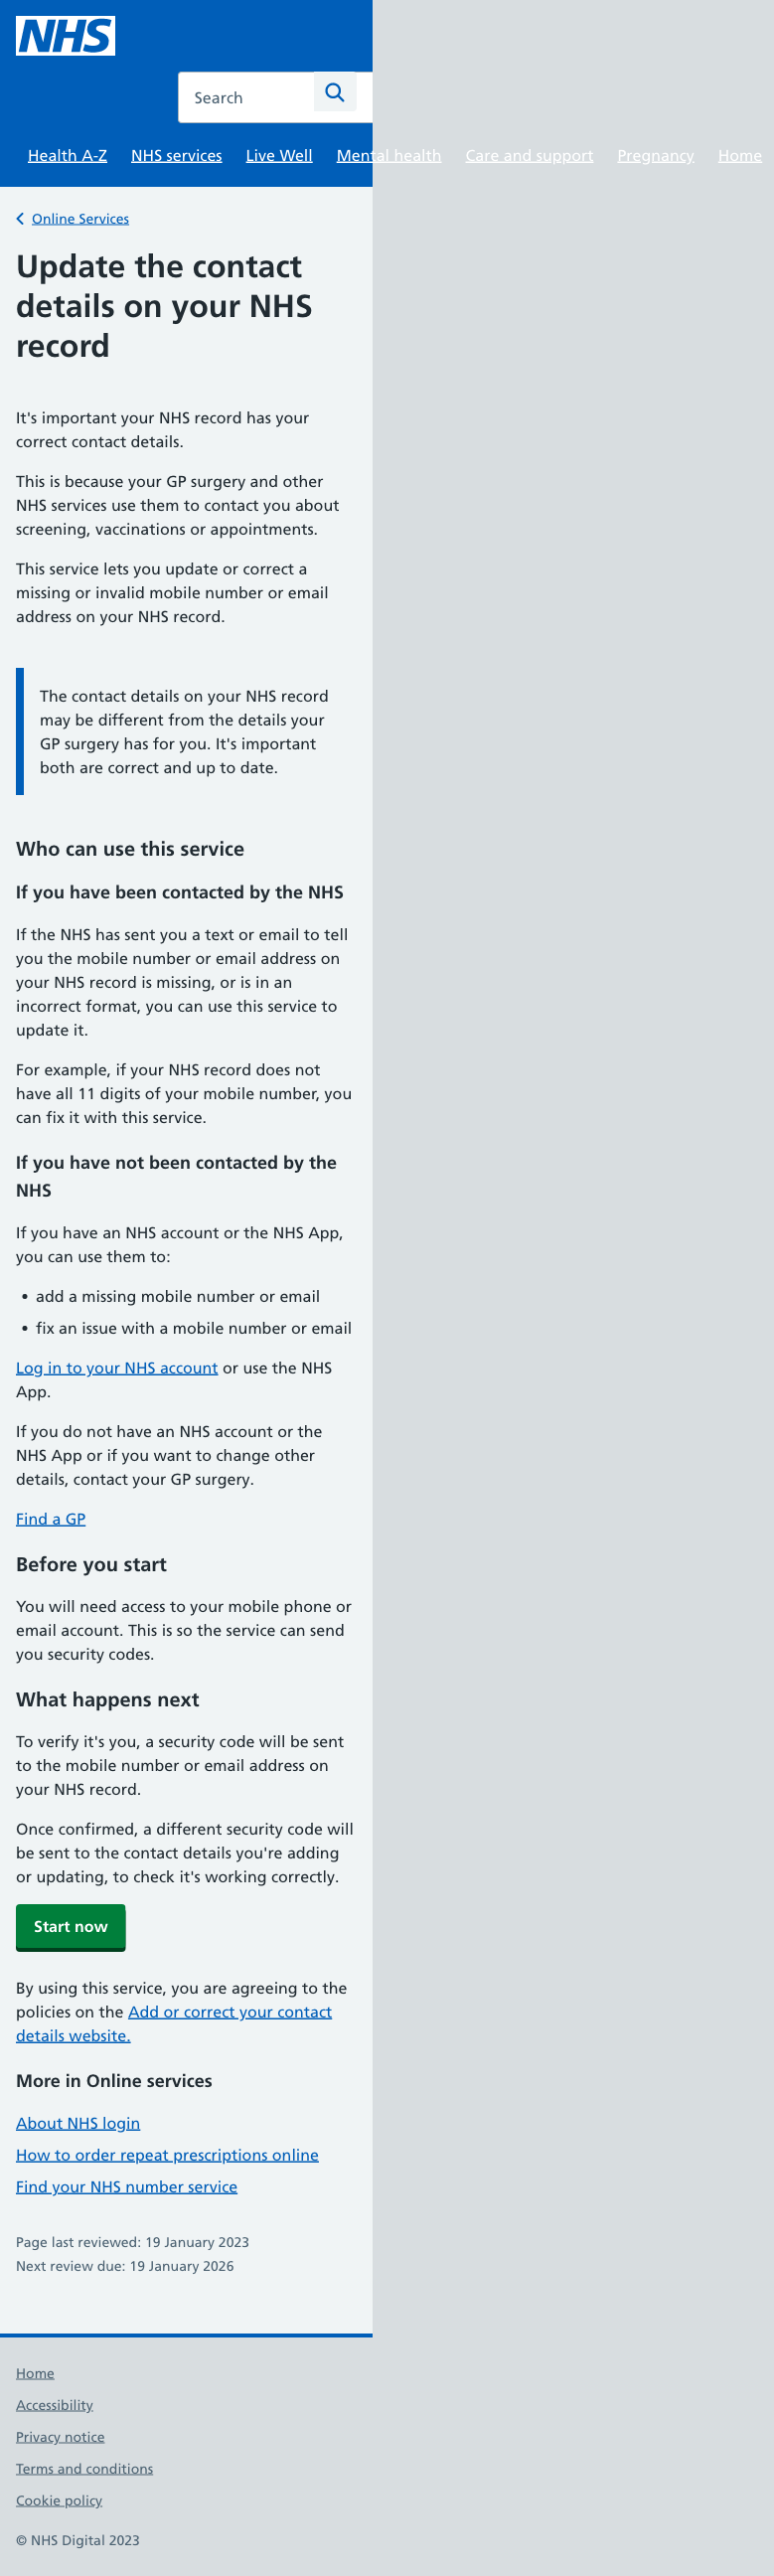 NHS
Search
Health A-Z NHS services Live Well Mental health Care and support Pregnancy Home
Online Services
Update the contact
details on your NHS
record
It's important your NHS record has your
correct contact details.
This is because your GP surgery and other
NHS services use them to contact you about
screening, vaccinations or appointments.
This service lets you update or correct a
missing or invalid mobile number or email
address on your NHS record.
The contact details on your NHS record
may be different from the details your
GP surgery has for you. It's important
both are correct and up to date.
Who can use this service
If you have been contacted by the NHS
If the NHS has sent you a text or email to tell
you the mobile number or email address on
your NHS record is missing, or is in an
incorrect format, you can use this service to
update it.
For example, if your NHS record does not
have all 11 digits of your mobile number, you
can fix it with this service.
If you have not been contacted by the
NHS
If you have an NHS account or the NHS App,
you can use them to:
• add a missing mobile number or email
• fix an issue with a mobile number or email
Log in to your NHS account or use the NHS
App.
If you do not have an NHS account or the
NHS App or if you want to change other
details, contact your GP surgery.
Find a GP
Before you start
You will need access to your mobile phone or
email account. This is so the service can send
you security codes.
What happens next
To verify it's you, a security code will be sent
to the mobile number or email address on
your NHS record.
Once confirmed, a different security code will
be sent to the contact details you're adding
or updating, to check it's working correctly.
Start now
By using this service, you are agreeing to the
policies on the Add or correct your contact
details website.
More in Online services
About NHS login
How to order repeat prescriptions online
Find your NHS number service
Page last reviewed: 19 January 2023
Next review due: 19 January 2026
Home
Accessibility
Privacy notice
Terms and conditions
Cookie policy
© NHS Digital 2023